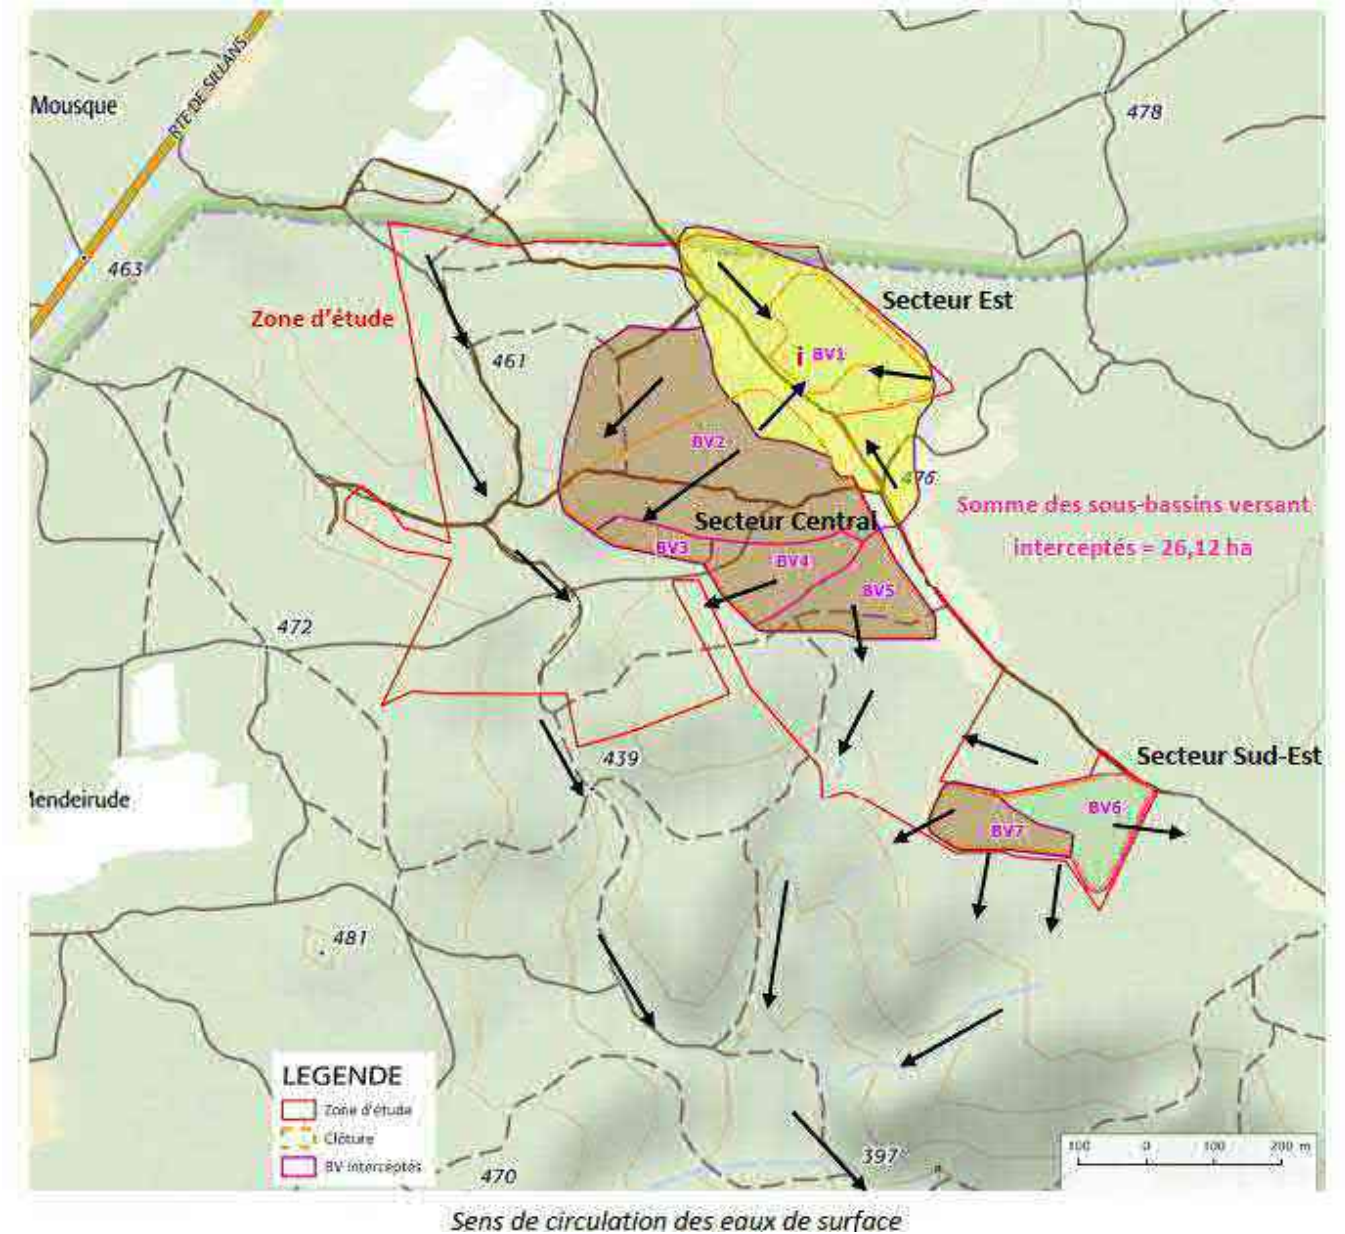 RTE DE SILLANS
Mousque
478
463
Secteur Est
Zone d'étude
461
i BV1
BV2
476
Somme des sous-bassins versant
interceptés = 26,12 ha
Secteur Central
BV3
BV4
BV5
472
Secteur Sud-Est
439
Mendeirude
BV6
BV7
481
LEGENDE
Zone d'étude
Clôture
BV interceptés
470
397
100 0 100 200 m
Sens de circulation des eaux de surface